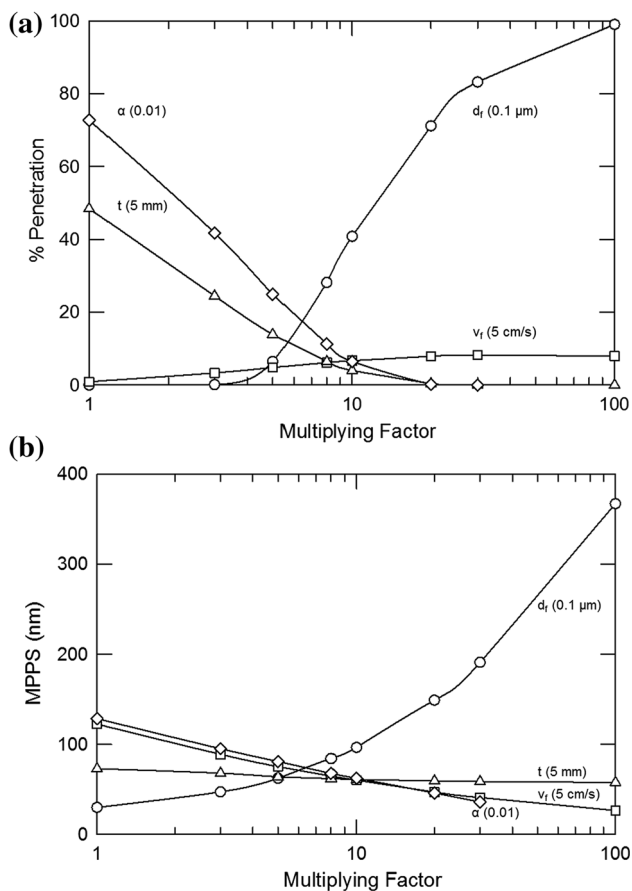 (a)
100
80
60
40
20
0
% Penetration
α (0.01)
t (5 mm)
d_f (0.1 µm)
v_f (5 cm/s)
1 10 100
Multiplying Factor
(b)
400
300
200
100
0
MPPS (nm)
d_f (0.1 µm)
t (5 mm)
v_f (5 cm/s)
α (0.01)
1 10 100
Multiplying Factor